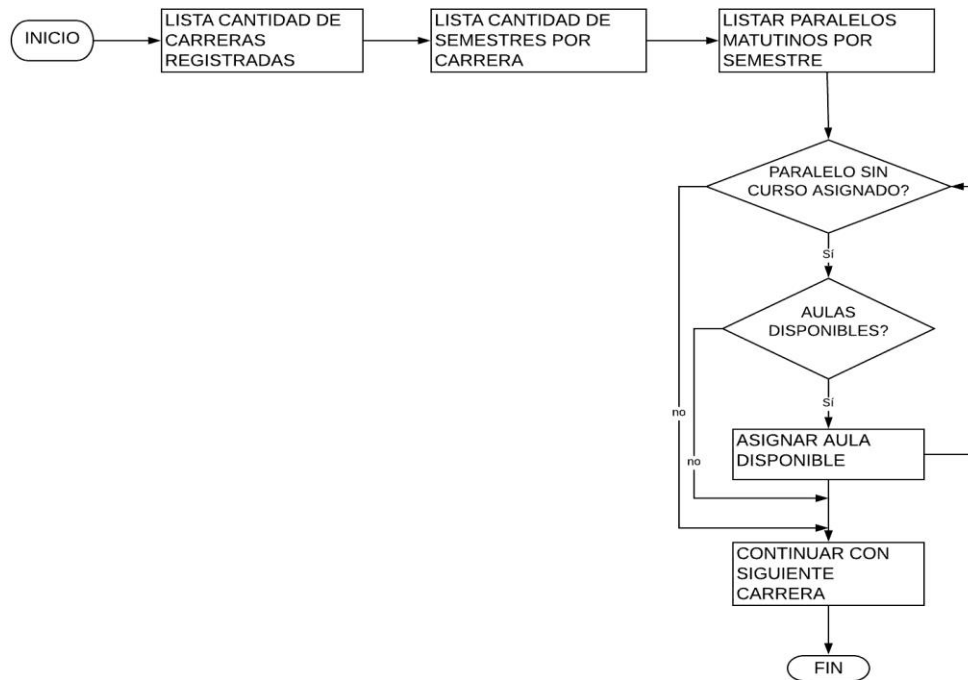 INICIO
LISTA CANTIDAD DE
CARRERAS
REGISTRADAS
LISTA CANTIDAD DE
SEMESTRES POR
CARRERA
LISTAR PARALELOS
MATUTINOS POR
SEMESTRE
PARALELO SIN
CURSO ASIGNADO?
Sí
AULAS
DISPONIBLES?
Sí
no
no
ASIGNAR AULA
DISPONIBLE
CONTINUAR CON
SIGUIENTE
CARRERA
FIN